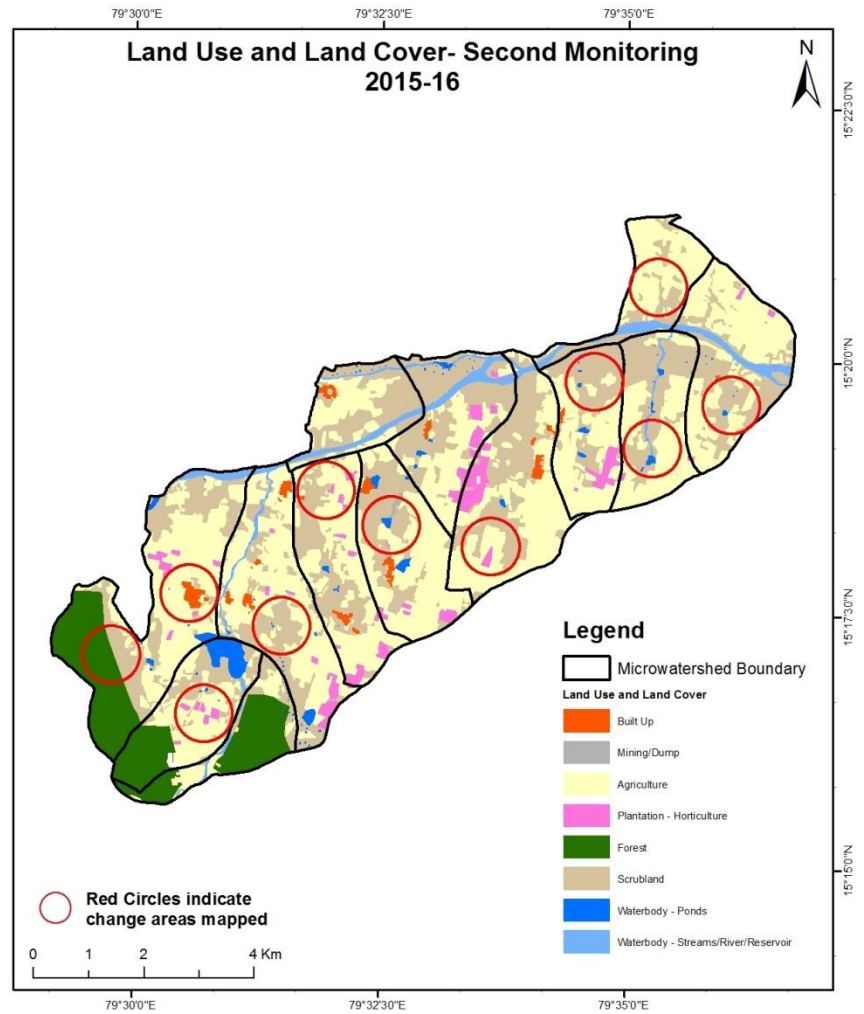 79°30'0"E
79°32'30"E
79°35'0"E
Land Use and Land Cover- Second Monitoring
2015-16
N
15°22'30"N
15°20'0"N
15°17'30"N
15°15'0"N
Legend
Microwatershed Boundary
Land Use and Land Cover
Built Up
Mining/Dump
Agriculture
Plantation - Horticulture
Forest
Scrubland
Waterbody - Ponds
Waterbody - Streams/River/Reservoir
Red Circles indicate
change areas mapped
0 1 2 4 Km
79°30'0"E
79°32'30"E
79°35'0"E